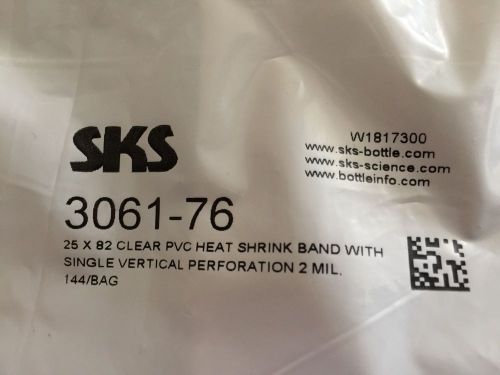 SKS
W1817300
www.sks-bottle.com
www.sks-science.com
www.bottleinfo.com
3061-76
25 X 82 CLEAR PVC HEAT SHRINK BAND WITH
SINGLE VERTICAL PERFORATION 2 MIL.
144/BAG